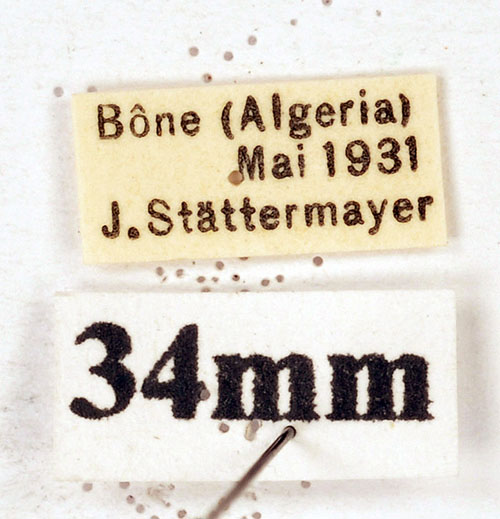 Bône (Algeria)
Mai 1931
J. Stättermayer
34mm